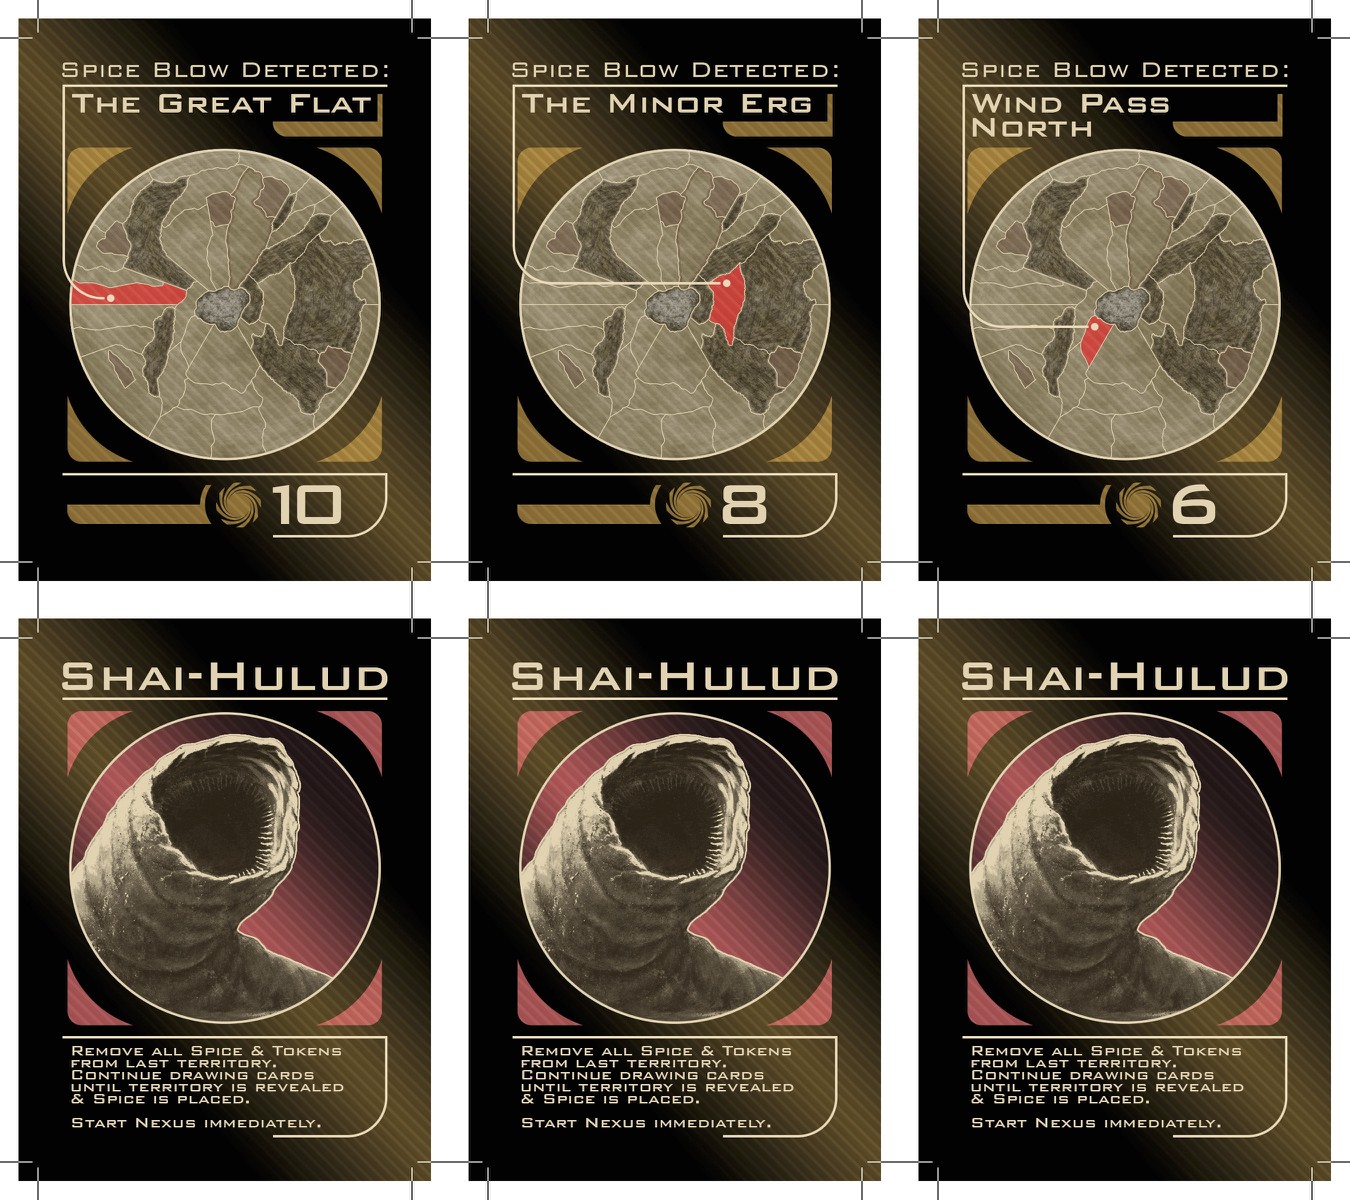 Spice Blow Detected:
The Great Flat
10
Spice Blow Detected:
The Minor Erg
8
Spice Blow Detected:
Wind Pass
North
6
Shai-Hulud
Remove all Spice & Tokens
from last territory.
Continue drawing cards
until territory is revealed
& Spice is placed.
Start Nexus immediately.
Shai-Hulud
Remove all Spice & Tokens
from last territory.
Continue drawing cards
until territory is revealed
& Spice is placed.
Start Nexus immediately.
Shai-Hulud
Remove all Spice & Tokens
from last territory.
Continue drawing cards
until territory is revealed
& Spice is placed.
Start Nexus immediately.